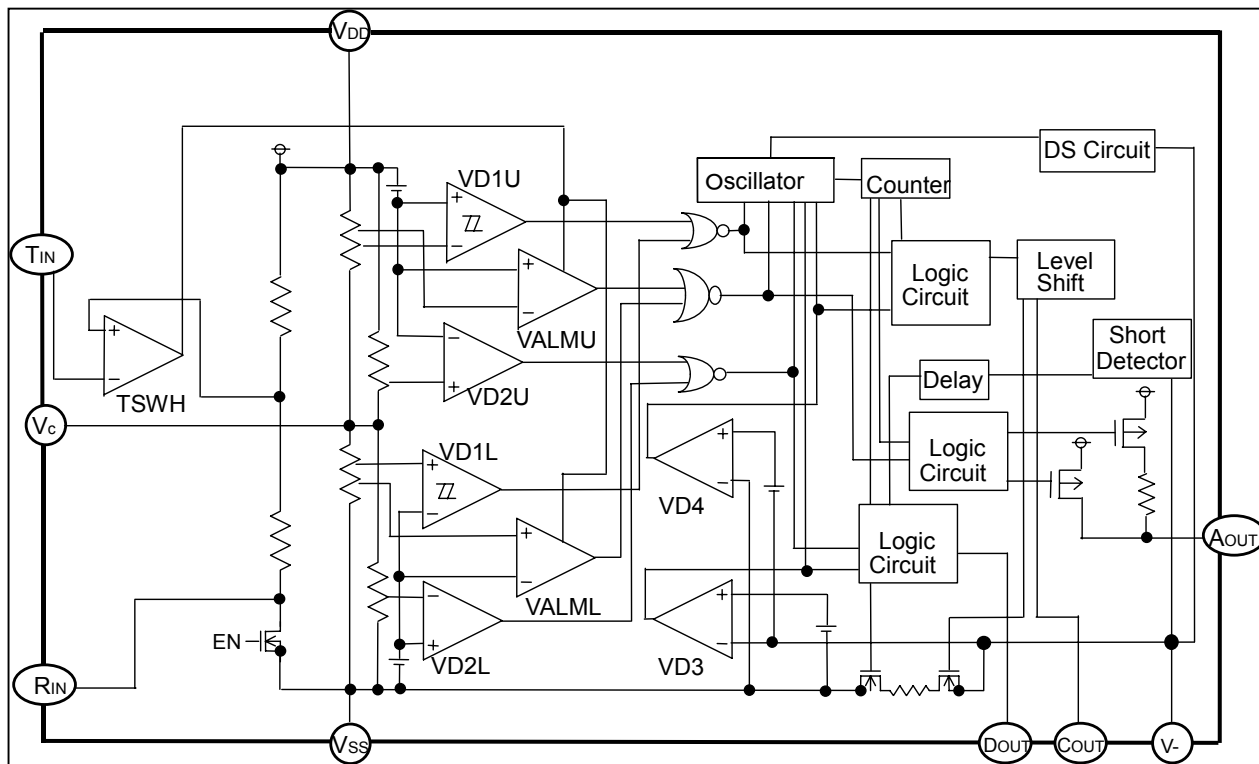 VDD
DS Circuit
VD1U
Oscillator
Counter
+
-
TIN
Logic
Circuit
Level
Shift
+
-
VALMU
+
-
TSWH
-
+
VD2U
Short
Detector
Delay
Vc
VD1L
+
-
Logic
Circuit
+
-
VD4
+
-
VALML
Logic
Circuit
AOUT
-
+
VD2L
+
-
VD3
EN
RIN
VSS
DOUT
COUT
V-